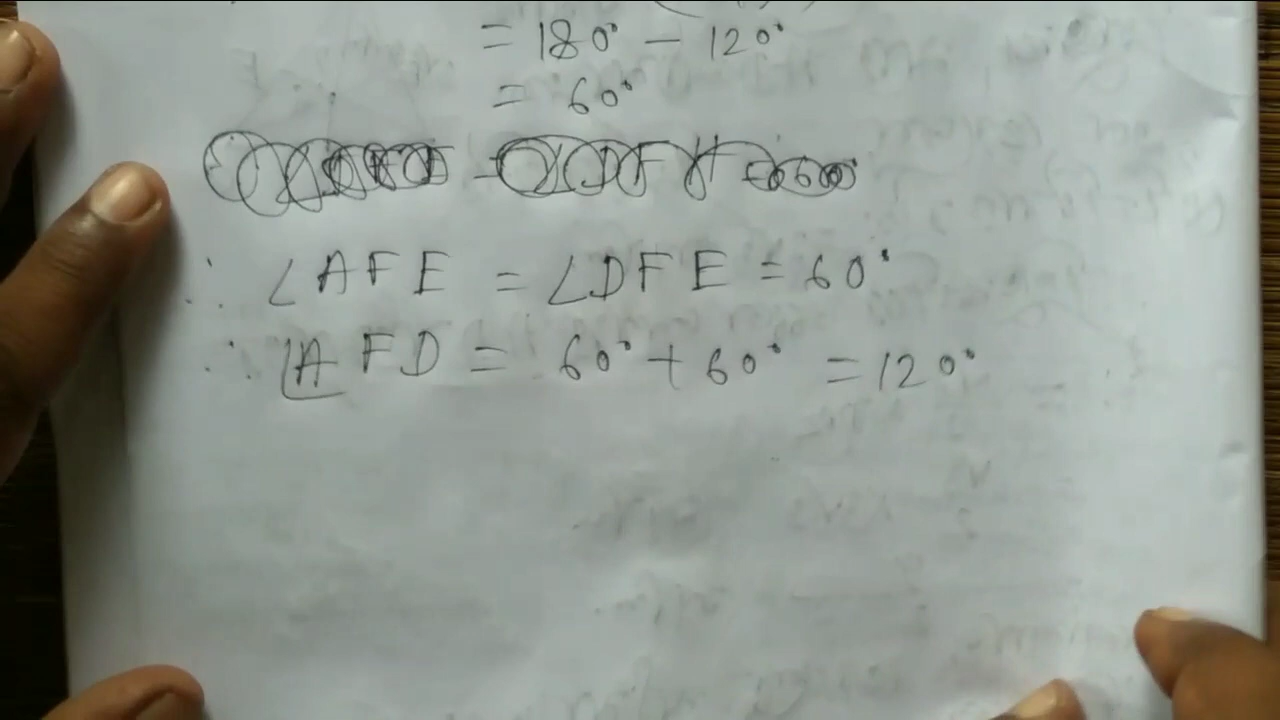 = 180° - 120°
= 60°
∴ ∠AFE = ∠DFE = 60°
∴ ∠AFD = 60° + 60° = 120°